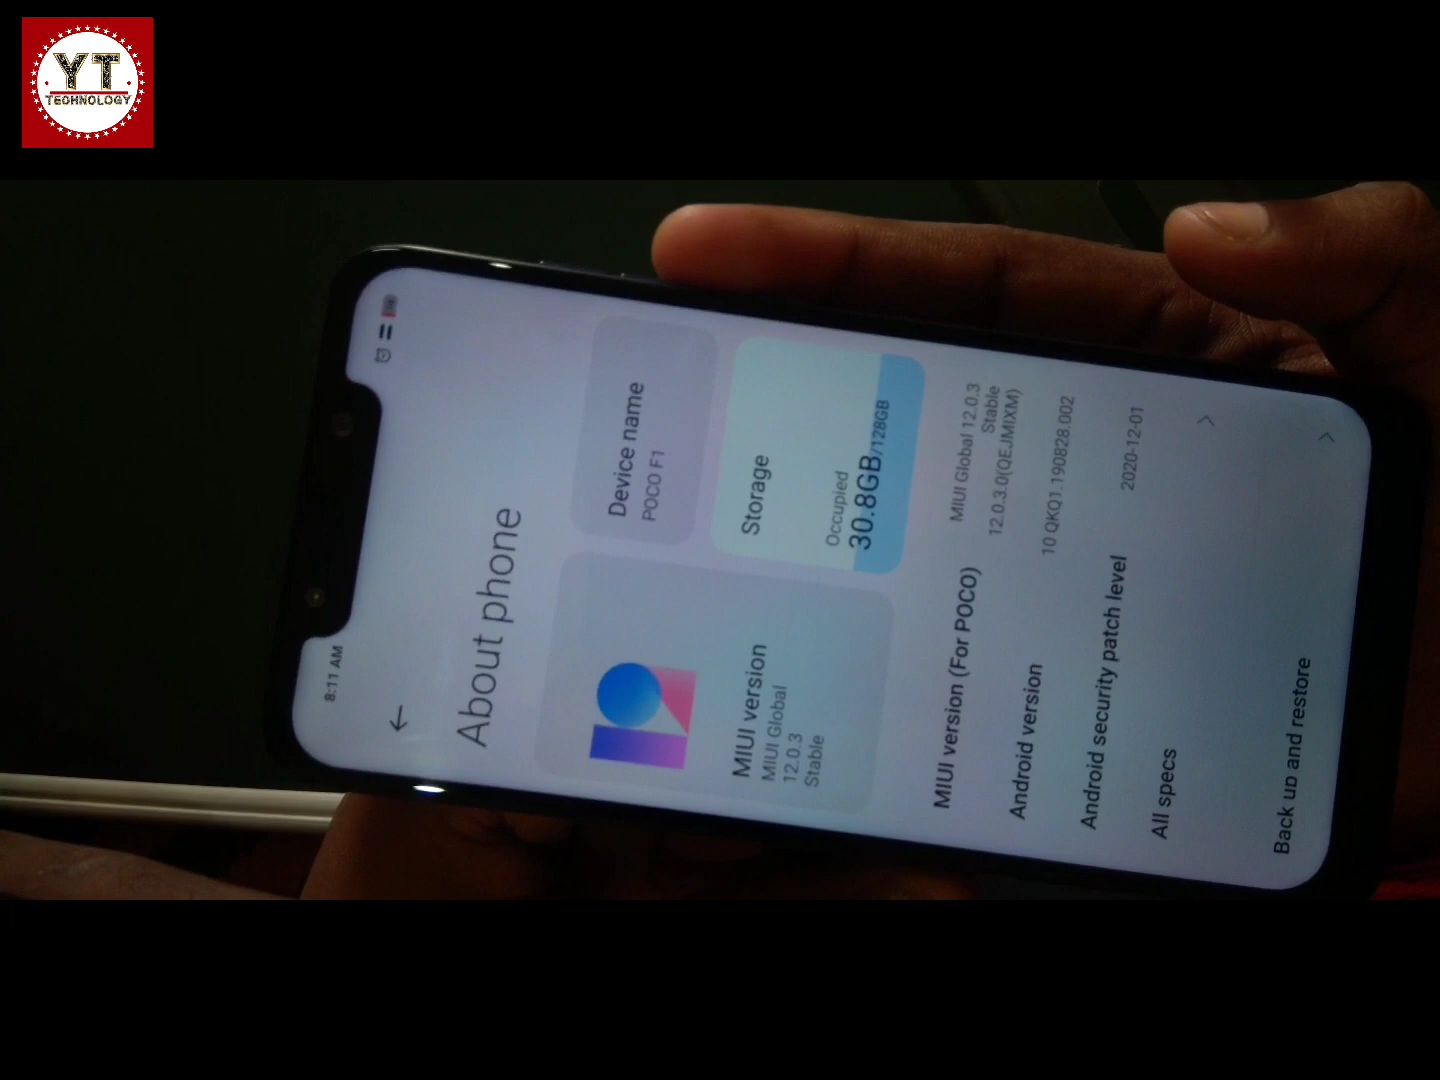 YT
TECHNOLOGY
8:11 AM
About phone
MIUI version
MIUI Global
12.0.3
Stable
Device name
POCO F1
Storage
Occupied
30.8GB/128GB
MIUI version (For POCO)
MIUI Global 12.0.3
Stable
12.0.3.0(QEJMIXM)
Android version
10 QKQ1.190828.002
Android security patch level
2020-12-01
All specs
Back up and restore